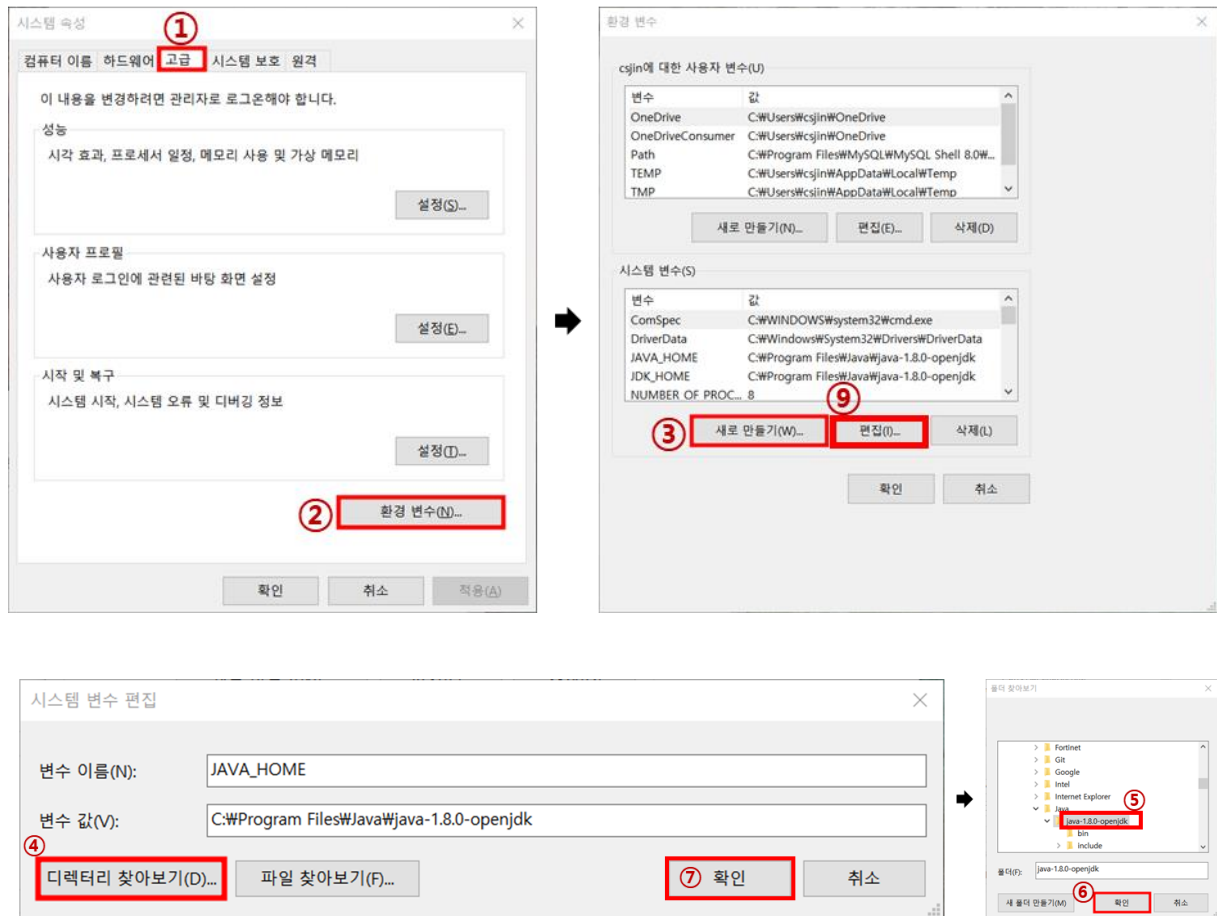 시스템 속성
①
컴퓨터 이름 하드웨어 고급 시스템 보호 원격
이 내용을 변경하려면 관리자로 로그온해야 합니다.
성능
시각 효과, 프로세서 일정, 메모리 사용 및 가상 메모리
설정(S)...
사용자 프로필
사용자 로그인에 관련된 바탕 화면 설정
설정(E)...
시작 및 복구
시스템 시작, 시스템 오류 및 디버깅 정보
설정(T)...
② 환경 변수(N)...
확인 취소 적용(A)
환경 변수
csjin에 대한 사용자 변수(U)
변수 값
OneDrive C:₩Users₩csjin₩OneDrive
OneDriveConsumer C:₩Users₩csjin₩OneDrive
Path C:₩Program Files₩MySQL₩MySQL Shell 8.0₩...
TEMP C:₩Users₩csjin₩AppData₩Local₩Temp
TMP C:₩Users₩csjin₩AppData₩Local₩Temp
새로 만들기(N)... 편집(E)... 삭제(D)
시스템 변수(S)
변수 값
ComSpec C:₩WINDOWS₩system32₩cmd.exe
DriverData C:₩Windows₩System32₩Drivers₩DriverData
JAVA_HOME C:₩Program Files₩Java₩java-1.8.0-openjdk
JDK_HOME C:₩Program Files₩Java₩java-1.8.0-openjdk
NUMBER OF PROC... 8
⑨
③ 새로 만들기(W)... 편집(I)... 삭제(L)
확인 취소
시스템 변수 편집
변수 이름(N): JAVA_HOME
변수 값(V): C:₩Program Files₩Java₩java-1.8.0-openjdk
④
디렉터리 찾아보기(D)... 파일 찾아보기(F)... ⑦ 확인 취소
폴더 찾아보기
Fortinet
Git
Google
Intel
Internet Explorer
Java ⑤
java-1.8.0-openjdk
bin
include
폴더(F): java-1.8.0-openjdk
⑥
새 폴더 만들기(M) 확인 취소